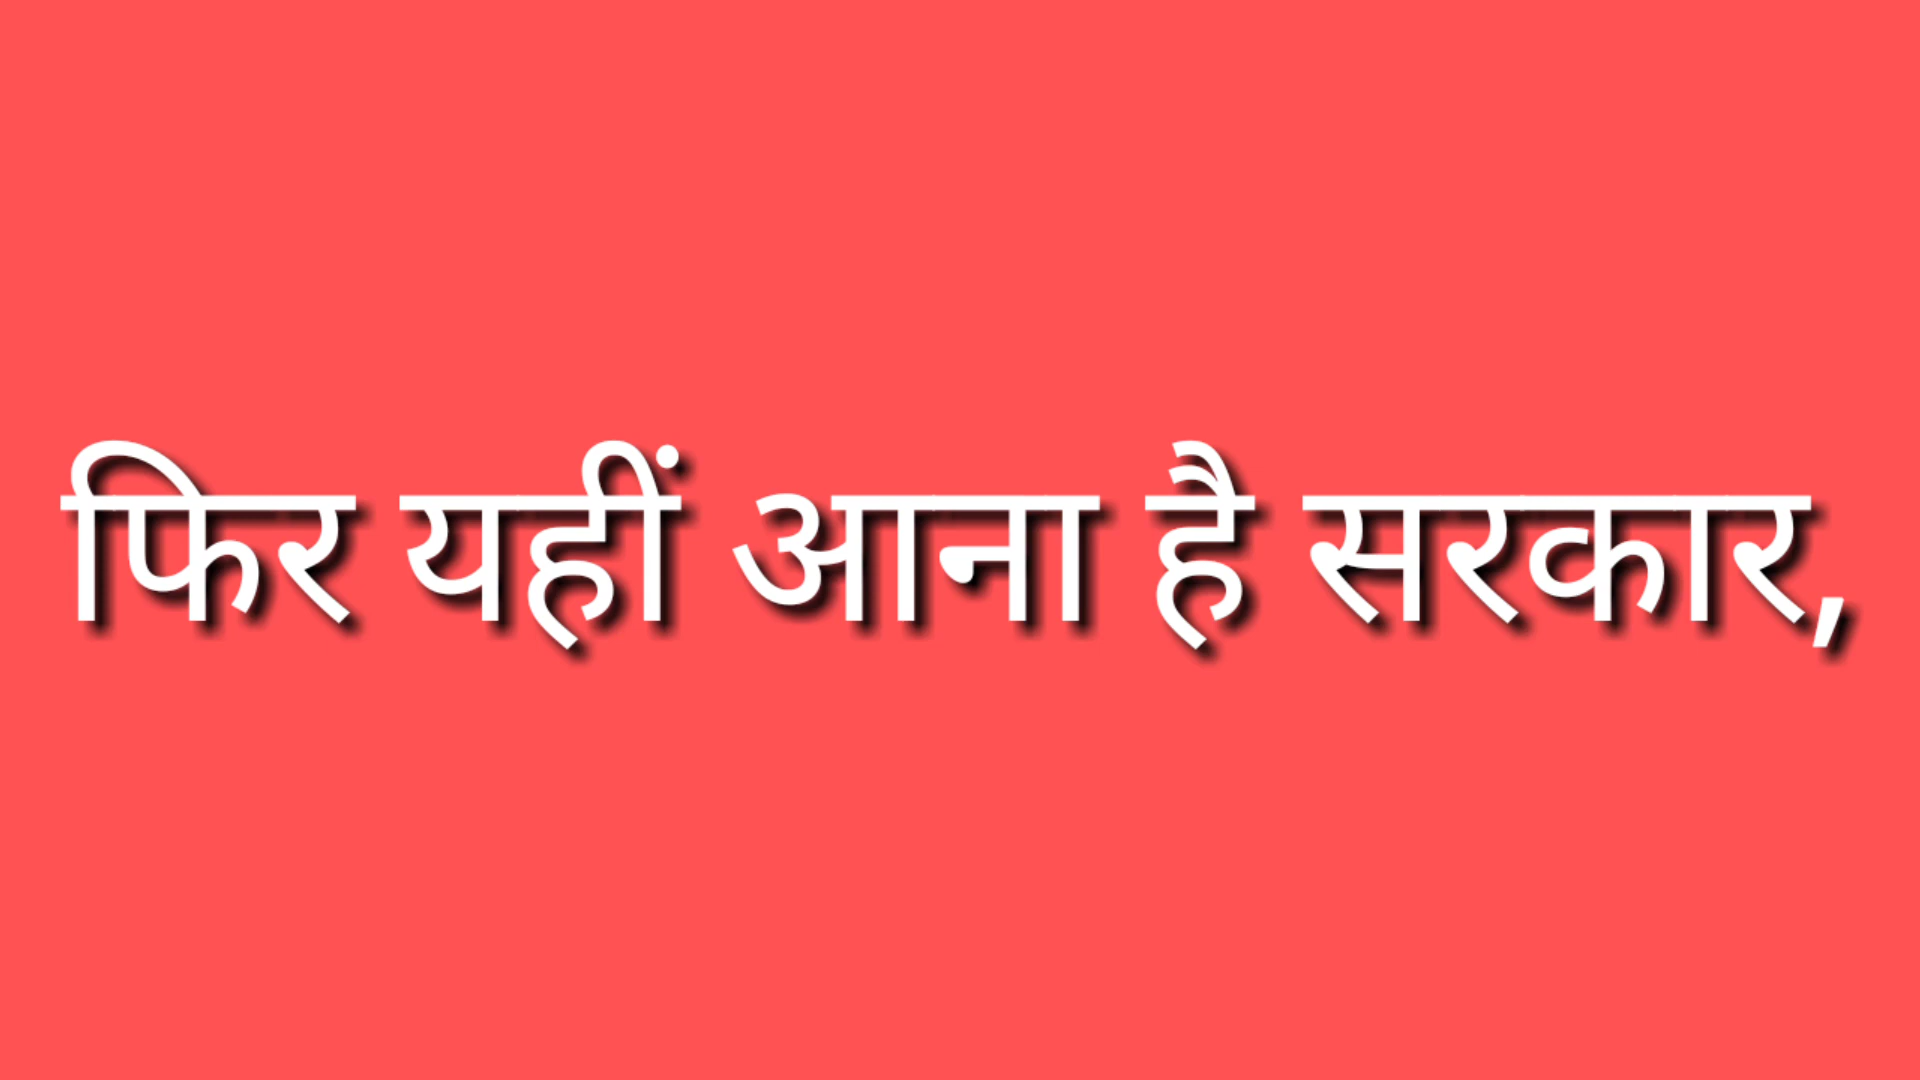 फिर यहीं आना है सरकार,